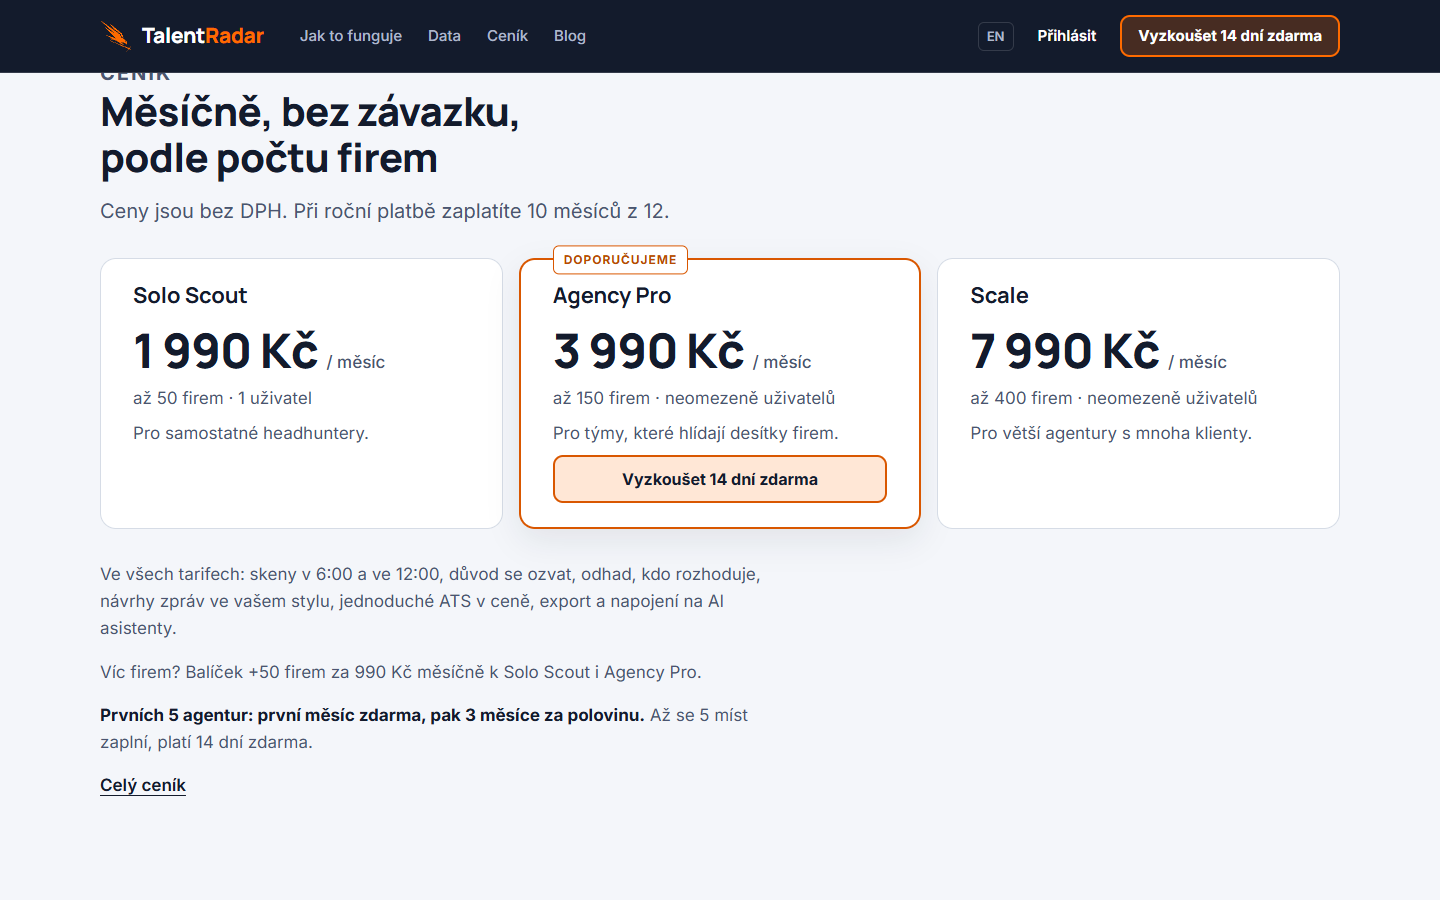 TalentRadar
Jak to funguje
Data
Ceník
Blog
EN
Přihlásit
Vyzkoušet 14 dní zdarma
CENÍK
Měsíčně, bez závazku,
podle počtu firem
Ceny jsou bez DPH. Při roční platbě zaplatíte 10 měsíců z 12.
Solo Scout
1 990 Kč / měsíc
až 50 firem · 1 uživatel
Pro samostatné headhuntery.
DOPORUČUJEME
Agency Pro
3 990 Kč / měsíc
až 150 firem · neomezeně uživatelů
Pro týmy, které hlídají desítky firem.
Vyzkoušet 14 dní zdarma
Scale
7 990 Kč / měsíc
až 400 firem · neomezeně uživatelů
Pro větší agentury s mnoha klienty.
Ve všech tarifech: skeny v 6:00 a ve 12:00, důvod se ozvat, odhad, kdo rozhoduje,
návrhy zpráv ve vašem stylu, jednoduché ATS v ceně, export a napojení na AI
asistenty.
Víc firem? Balíček +50 firem za 990 Kč měsíčně k Solo Scout i Agency Pro.
Prvních 5 agentur: první měsíc zdarma, pak 3 měsíce za polovinu. Až se 5 míst
zaplní, platí 14 dní zdarma.
Celý ceník